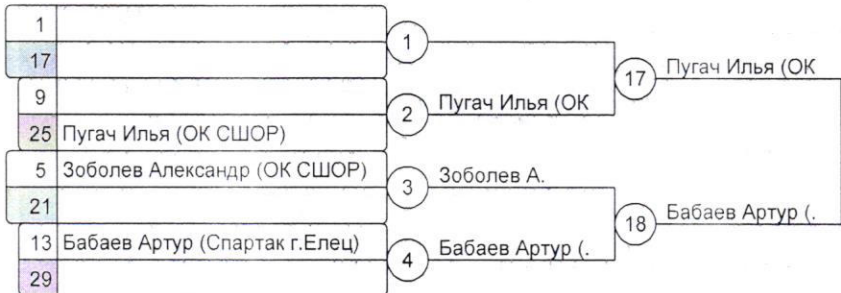 1
17
1
9
25 Пугач Илья (ОК СШОР)
2
Пугач Илья (ОК
17
Пугач Илья (ОК
5 Зоболев Александр (ОК СШОР)
21
3
Зоболев А.
13 Бабаев Артур (Спартак г.Елец)
29
4
Бабаев Артур (.
18
Бабаев Артур (.